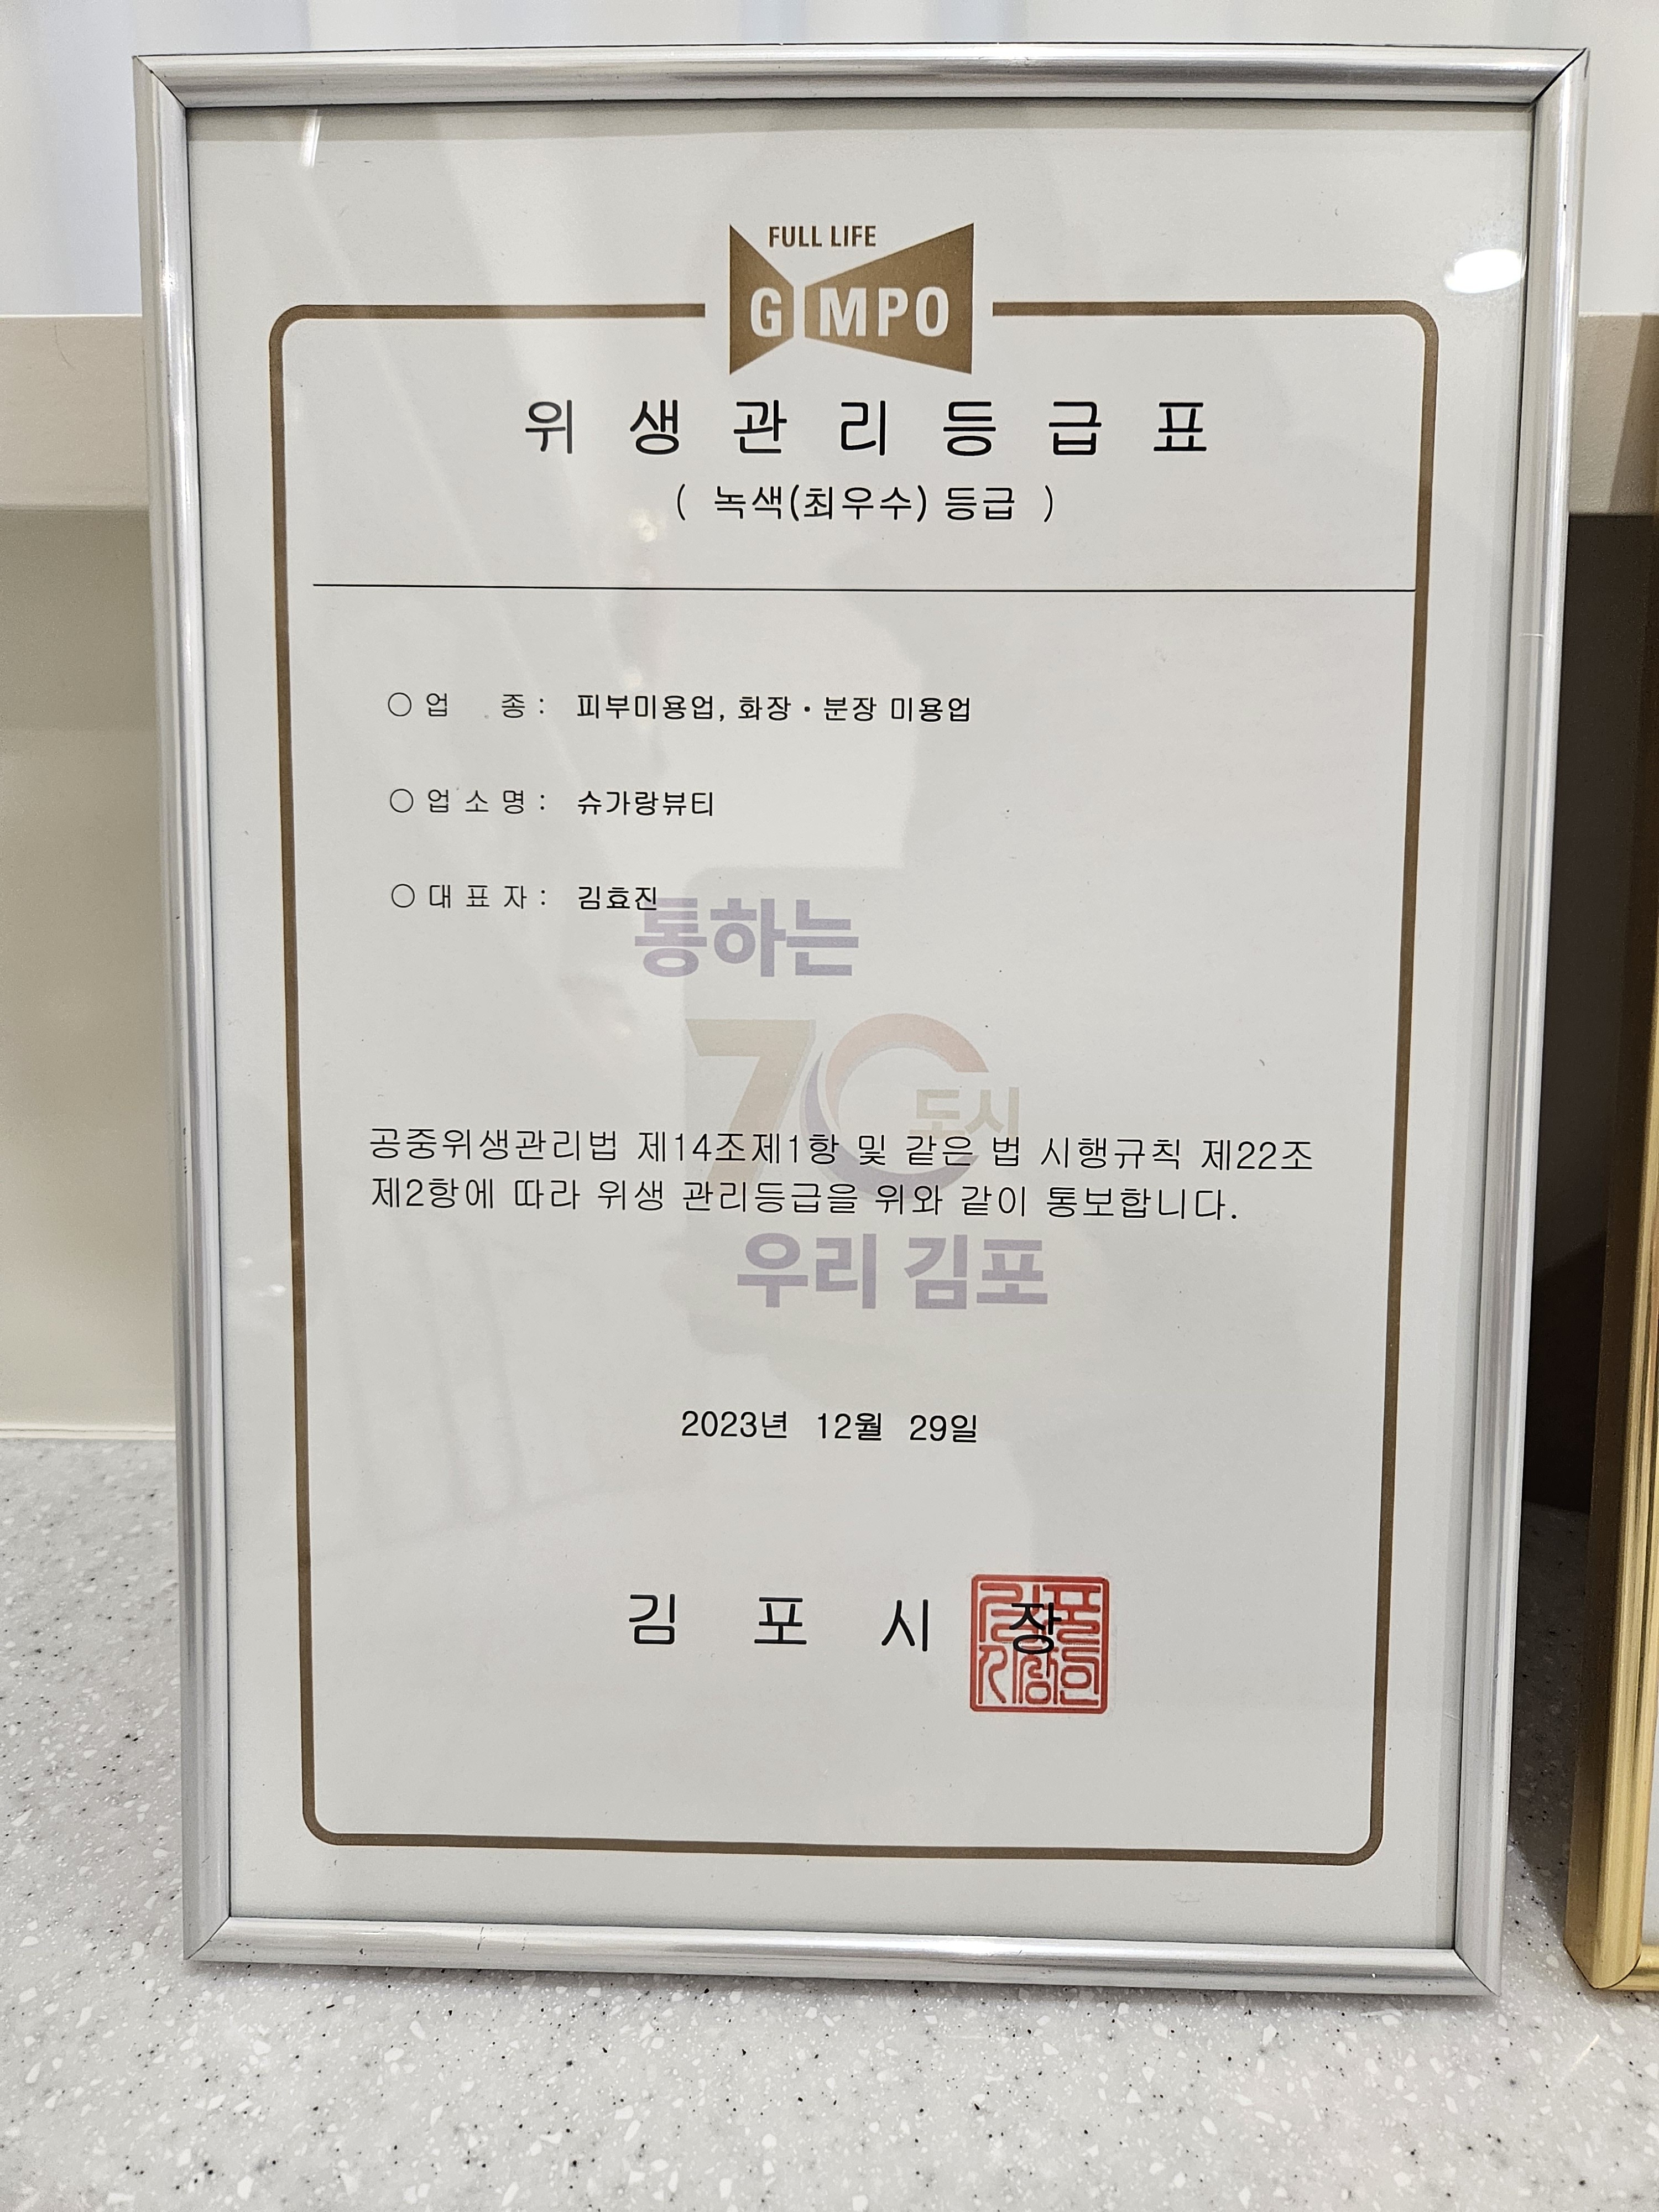 FULL LIFE
GIMPO
위 생 관 리 등 급 표
( 녹색(최우수) 등급 )
○ 업 종 : 피부미용업, 화장·분장 미용업
○ 업 소 명 : 슈가랑뷰티
○ 대 표 자 : 김효진
통하는
70
도시
공중위생관리법 제14조제1항 및 같은 법 시행규칙 제22조
제2항에 따라 위생 관리등급을 위와 같이 통보합니다.
우리 김포
2023년 12월 29일
김 포 시 장